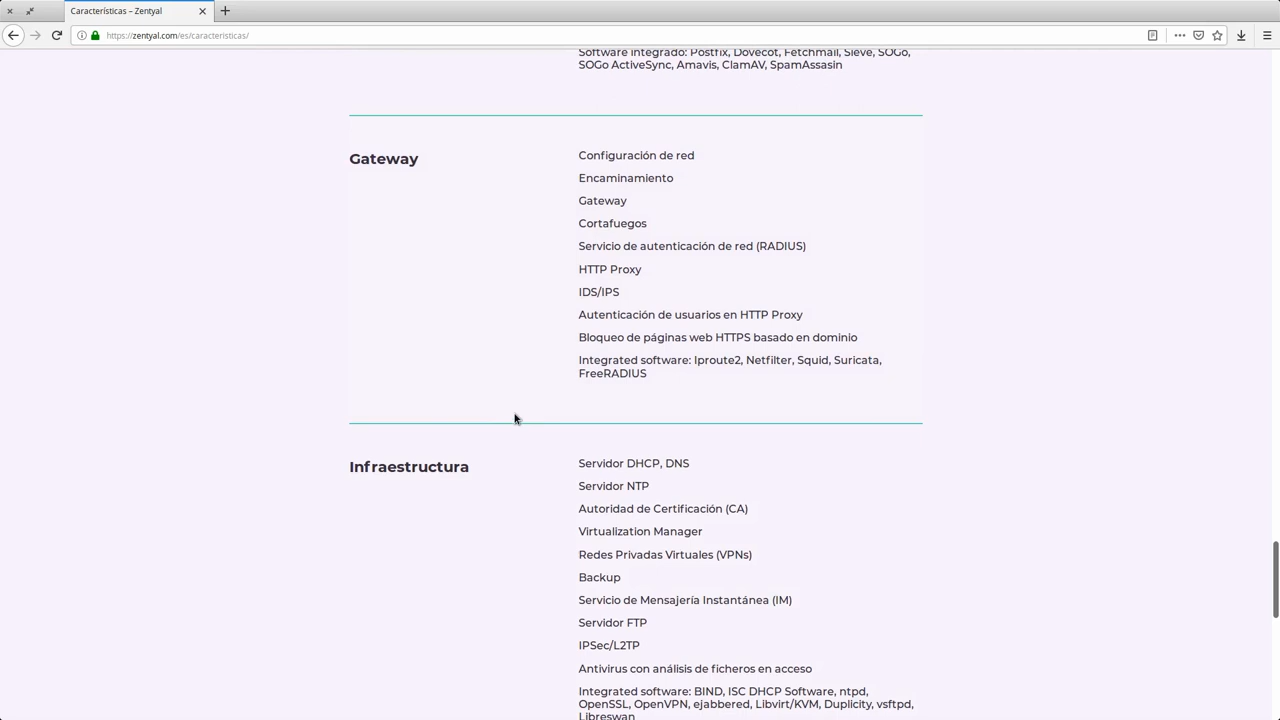 Características – Zentyal
https://zentyal.com/es/caracteristicas/
Software integrado: Postfix, Dovecot, Fetchmail, Sieve, SOGo,
SOGo ActiveSync, Amavis, ClamAV, SpamAssasin
Gateway
Configuración de red
Encaminamiento
Gateway
Cortafuegos
Servicio de autenticación de red (RADIUS)
HTTP Proxy
IDS/IPS
Autenticación de usuarios en HTTP Proxy
Bloqueo de páginas web HTTPS basado en dominio
Integrated software: Iproute2, Netfilter, Squid, Suricata,
FreeRADIUS
Infraestructura
Servidor DHCP, DNS
Servidor NTP
Autoridad de Certificación (CA)
Virtualization Manager
Redes Privadas Virtuales (VPNs)
Backup
Servicio de Mensajería Instantánea (IM)
Servidor FTP
IPSec/L2TP
Antivirus con análisis de ficheros en acceso
Integrated software: BIND, ISC DHCP Software, ntpd,
OpenSSL, OpenVPN, ejabbered, Libvirt/KVM, Duplicity, vsftpd,
Libreswan